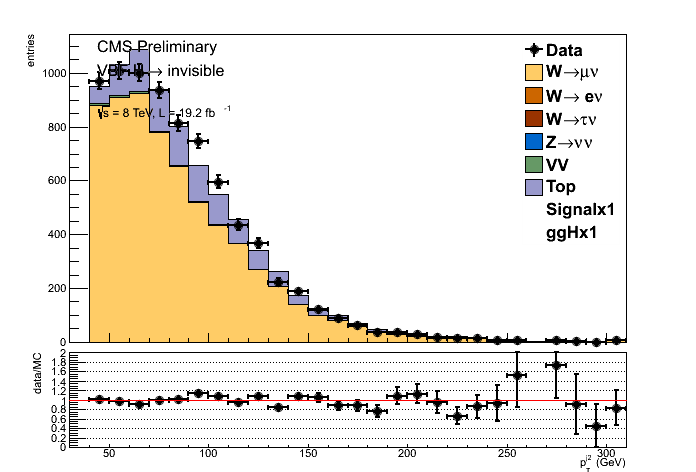 entries
CMS Preliminary
→ invisible
√s = 8 TeV, L = 19.2 fb⁻¹
Data
W→μν
W→ eν
W→τν
Z→νν
VV
Top
Signalx1
ggHx1
1000
800
600
400
200
0
data/MC
2
1.8
1.6
1.4
1.2
1
0.8
0.6
0.4
0.2
0
50 100 150 200 250 300
p_T^j2 (GeV)